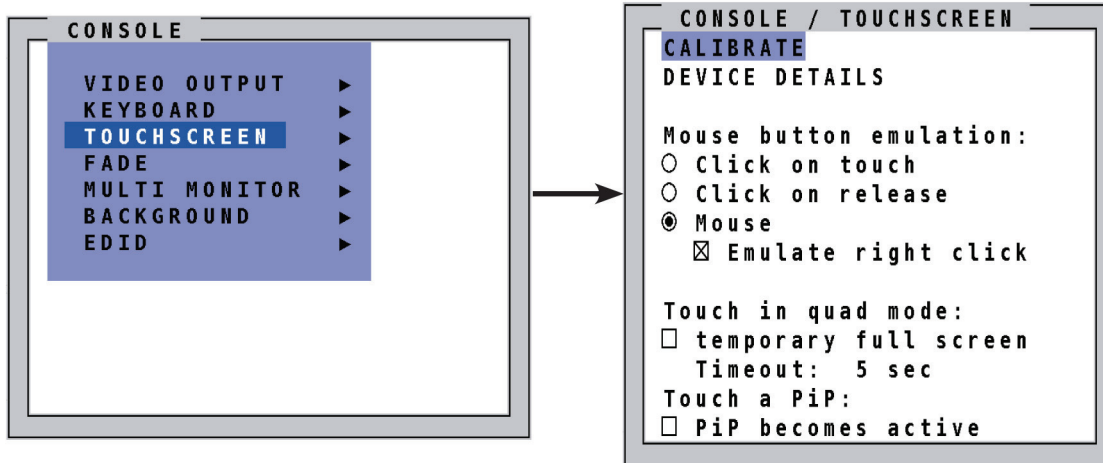 CONSOLE
VIDEO OUTPUT ►
KEYBOARD ►
TOUCHSCREEN ►
FADE ►
MULTI MONITOR ►
BACKGROUND ►
EDID ►
CONSOLE / TOUCHSCREEN
CALIBRATE
DEVICE DETAILS
Mouse button emulation:
○ Click on touch
○ Click on release
◉ Mouse
☒ Emulate right click
Touch in quad mode:
☐ temporary full screen
Timeout: 5 sec
Touch a PiP:
☐ PiP becomes active